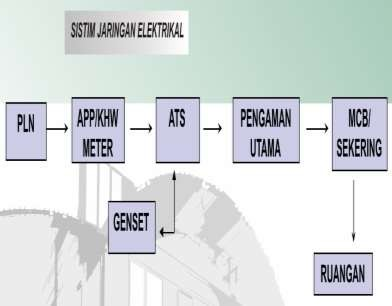 SISTIM JARINGAN ELEKTRIKAL
PLN
APP/KHW
METER
ATS
PENGAMAN
UTAMA
MCB/
SEKERING
GENSET
RUANGAN